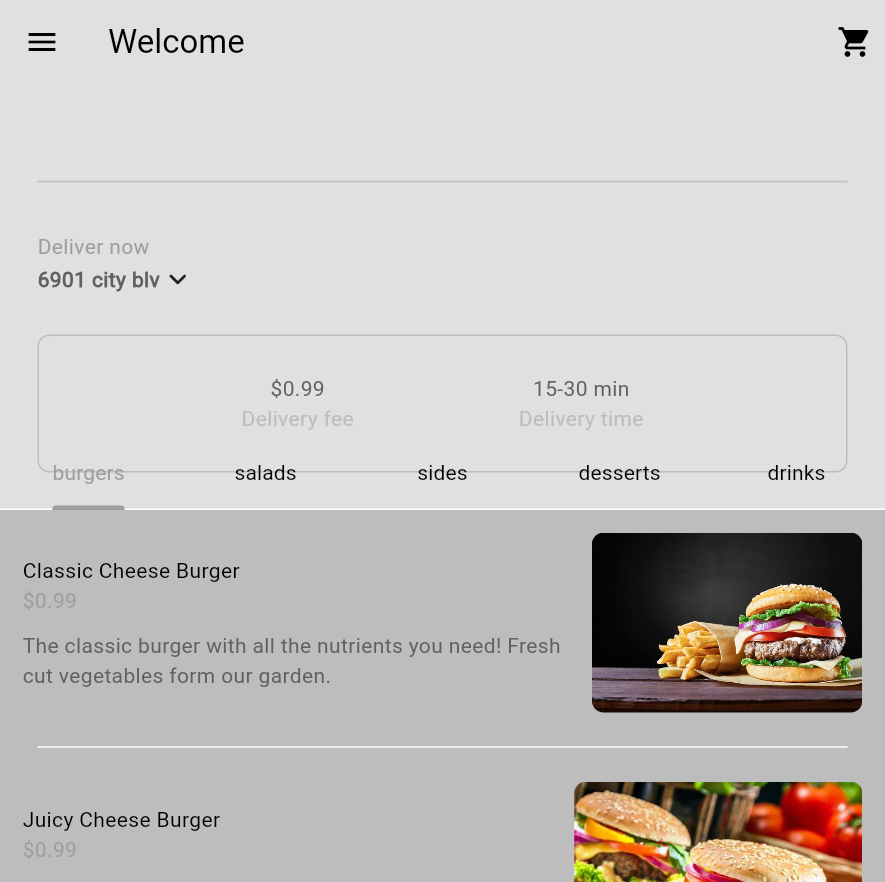 Welcome
Deliver now
6901 city blv
$0.99
15-30 min
Delivery fee
Delivery time
burgers
salads
sides
desserts
drinks
Classic Cheese Burger
$0.99
The classic burger with all the nutrients you need! Fresh
cut vegetables form our garden.
Juicy Cheese Burger
$0.99